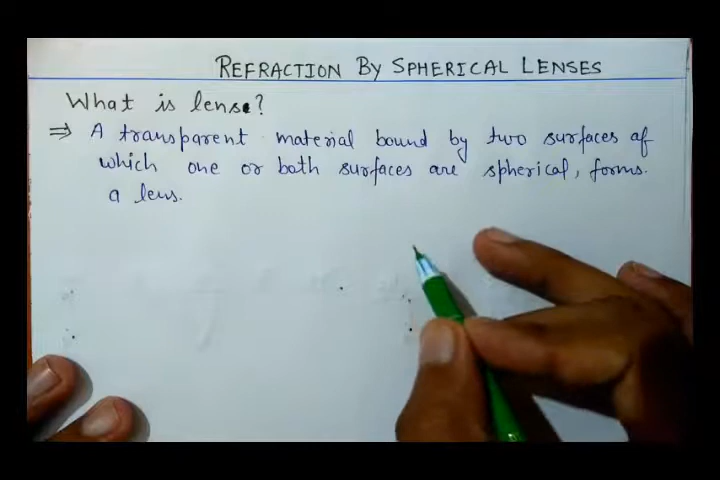 REFRACTION BY SPHERICAL LENSES
What is lens?
⇒ A transparent material bound by two surfaces of
which one or both surfaces are spherical, forms.
a lens.